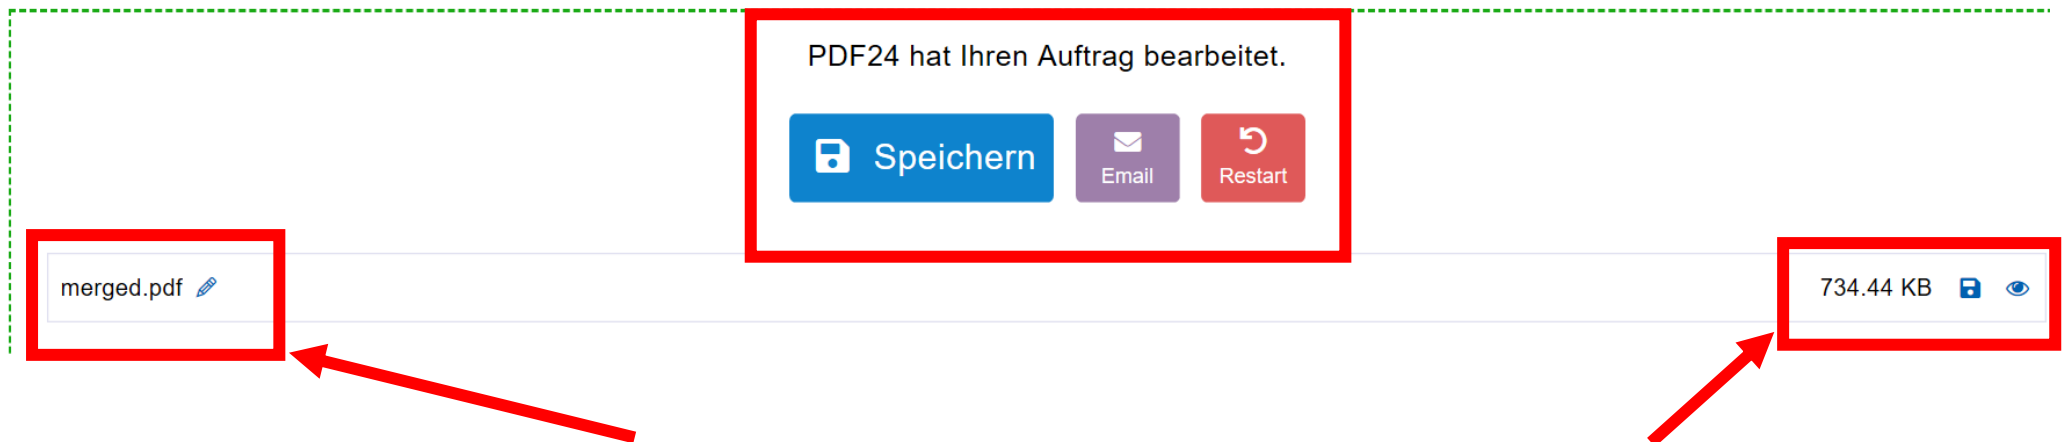 PDF24 hat Ihren Auftrag bearbeitet.
Speichern
Email
Restart
merged.pdf
734.44 KB